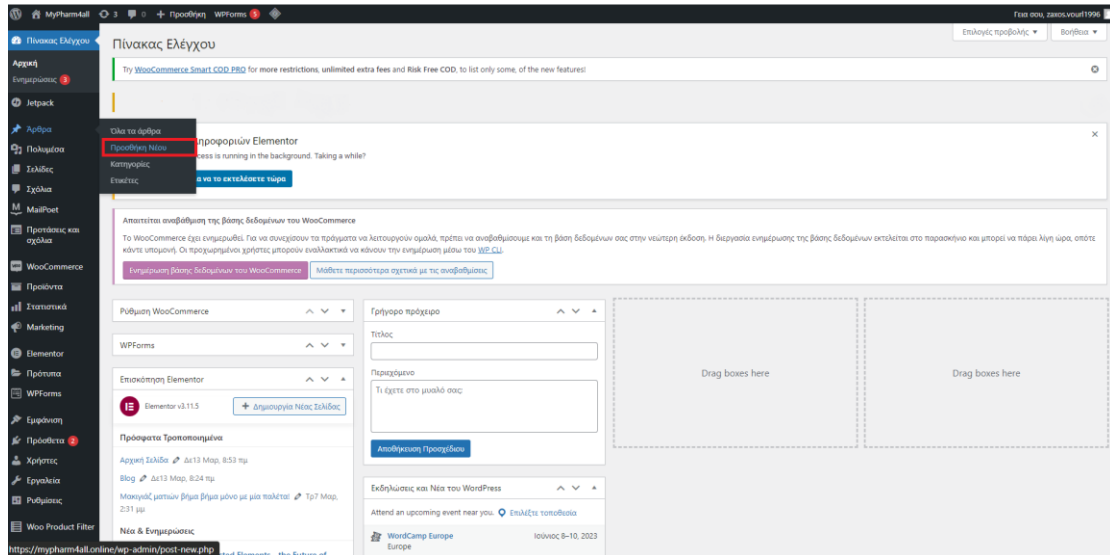 MyPharm4all 3 0 + Προσθήκη WPForms 5
Γεια σου, zaxos.vourl1996
Πίνακας Ελέγχου
Αρχική
Ενημερώσεις 3
Jetpack
Άρθρα
Πολυμέσα
Σελίδες
Σχόλια
MailPoet
Προτάσεις και
σχόλια
WooCommerce
Προϊόντα
Στατιστικά
Marketing
Elementor
Πρότυπα
WPForms
Εμφάνιση
Πρόσθετα 2
Χρήστες
Εργαλεία
Ρυθμίσεις
Woo Product Filter
https://mypharm4all.online/wp-admin/post-new.php
Όλα τα άρθρα
Προσθήκη Νέου
Κατηγορίες
Ετικέτες
Επιλογές προβολής
Βοήθεια
Πίνακας Ελέγχου
Try WooCommerce Smart COD PRO for more restrictions, unlimited extra fees and Risk Free COD, to list only some, of the new features!
ηροφοριών Elementor
cess is running in the background. Taking a while?
α να το εκτελέσετε τώρα
Απαιτείται αναβάθμιση της βάσης δεδομένων του WooCommerce
Το WooCommerce έχει ενημερωθεί. Για να συνεχίσουν τα πράγματα να λειτουργούν ομαλά, πρέπει να αναβαθμίσουμε και τη βάση δεδομένων σας στην νεώτερη έκδοση. Η διεργασία ενημέρωσης της βάσης δεδομένων εκτελείται στο παρασκήνιο και μπορεί να πάρει λίγη ώρα, οπότε
κάντε υπομονή. Οι προχωρημένοι χρήστες μπορούν εναλλακτικά να κάνουν την ενημέρωση μέσω του WP CLI.
Ενημέρωση βάσης δεδομένων του WooCommerce
Μάθετε περισσότερα σχετικά με τις αναβαθμίσεις
Ρύθμιση WooCommerce
WPForms
Επισκόπηση Elementor
Elementor v3.11.5
+ Δημιουργία Νέας Σελίδας
Πρόσφατα Τροποποιημένα
Αρχική Σελίδα Δε13 Μαρ, 8:53 πμ
Blog Δε13 Μαρ, 8:24 πμ
Μακιγιάζ ματιών βήμα βήμα μόνο με μία παλέτα! Τρ7 Μαρ,
2:31 μμ
Νέα & Ενημερώσεις
ted Elements - the Future of
Γρήγορο πρόχειρο
Τίτλος
Περιεχόμενο
Τι έχετε στο μυαλό σας;
Αποθήκευση Προσχέδιου
Εκδηλώσεις και Νέα του WordPress
Attend an upcoming event near you. Επιλέξτε τοποθεσία
WordCamp Europe Ιούνιος 8–10, 2023
Europe
Drag boxes here
Drag boxes here